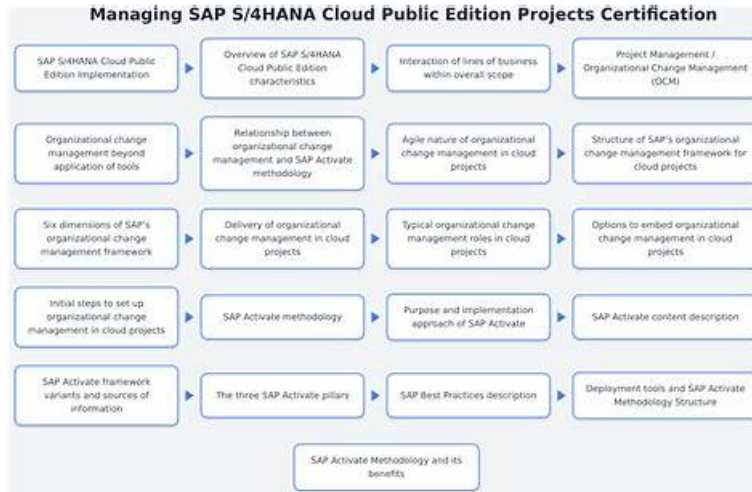 Managing SAP S/4HANA Cloud Public Edition Projects Certification
SAP S/4HANA Cloud Public
Edition Implementation
Overview of SAP S/4HANA
Cloud Public Edition
characteristics
Interaction of lines of business
within overall scope
Project Management /
Organizational Change Management
(OCM)
Organizational change
management beyond
application of tools
Relationship between
organizational change
management and SAP Activate
methodology
Agile nature of organizational
change management in cloud
projects
Structure of SAP's organizational
change management framework for
cloud projects
Six dimensions of SAP's
organizational change
management framework
Delivery of organizational
change management in cloud
projects
Typical organizational change
management roles in cloud
projects
Options to embed organizational
change management in cloud
projects
Initial steps to set up
organizational change
management in cloud projects
SAP Activate methodology
Purpose and implementation
approach of SAP Activate
SAP Activate content description
SAP Activate framework
variants and sources of
information
The three SAP Activate pillars
SAP Best Practices description
Deployment tools and SAP Activate
Methodology Structure
SAP Activate Methodology and its
benefits